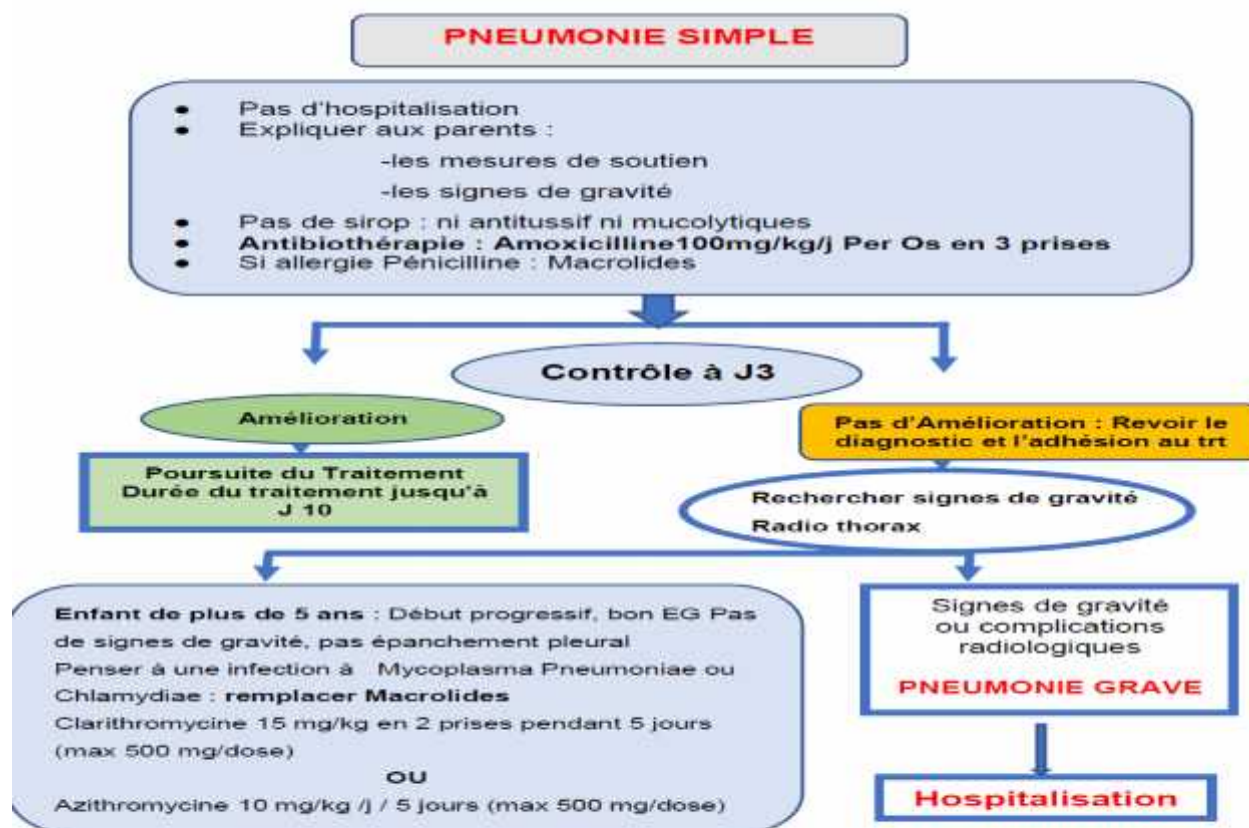 PNEUMONIE SIMPLE
• Pas d'hospitalisation
• Expliquer aux parents :
-les mesures de soutien
-les signes de gravité
• Pas de sirop : ni antitussif ni mucolytiques
• Antibiothérapie : Amoxicilline100mg/kg/j Per Os en 3 prises
• Si allergie Pénicilline : Macrolides
Contrôle à J3
Amélioration
Poursuite du Traitement
Durée du traitement jusqu'à
J 10
Pas d'Amélioration : Revoir le
diagnostic et l'adhésion au trt
Rechercher signes de gravité
Radio thorax
Enfant de plus de 5 ans : Début progressif, bon EG Pas
de signes de gravité, pas épanchement pleural
Penser à une infection à Mycoplasma Pneumoniae ou
Chlamydiae : remplacer Macrolides
Clarithromycine 15 mg/kg en 2 prises pendant 5 jours
(max 500 mg/dose)
OU
Azithromycine 10 mg/kg /j / 5 jours (max 500 mg/dose)
Signes de gravité
ou complications
radiologiques
PNEUMONIE GRAVE
Hospitalisation